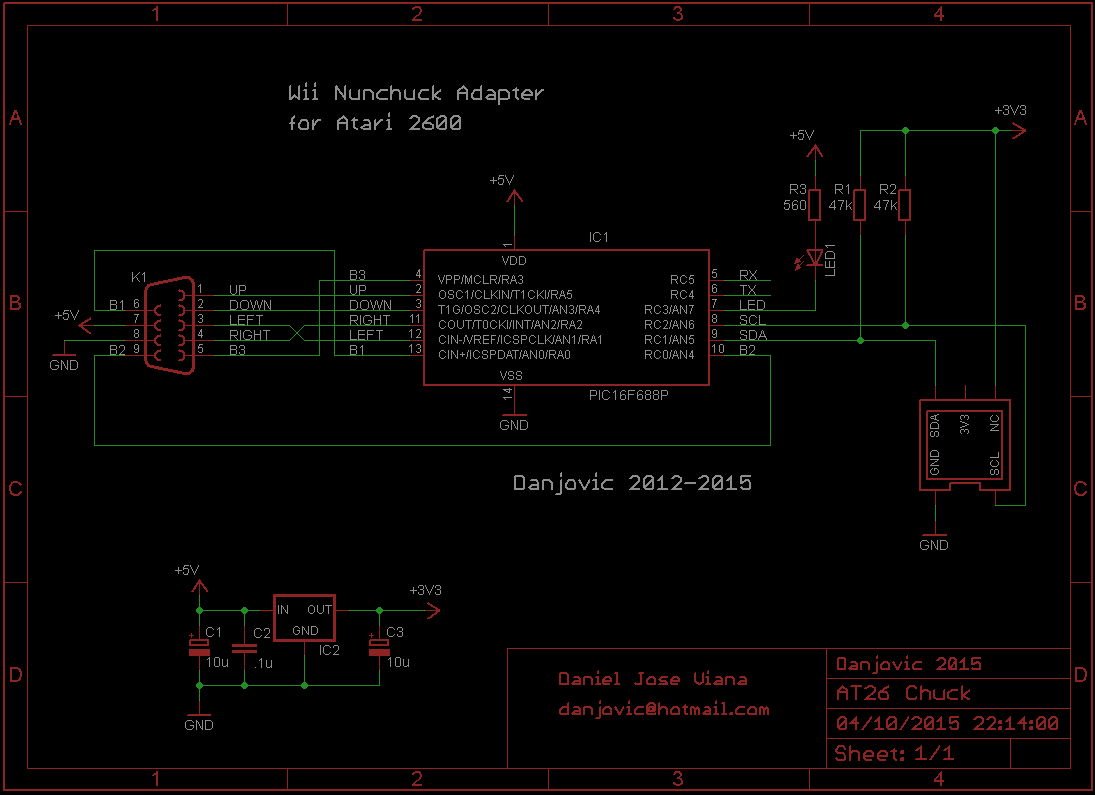 1 2 3 4
A A
B B
C C
D D
Wii Nunchuck Adapter
for Atari 2600
+3V3
+5V
R3 R1 R2
560 47k 47k
LED1
+5V
IC1
1
VDD
K1
B1 6
7
8
B2 9
+5V
GND
1 UP
2 DOWN
3 LEFT
4 RIGHT
5 B3
B3 4 VPP/MCLR/RA3
UP 2 OSC1/CLKIN/T1CKI/RA5
DOWN 3 T1G/OSC2/CLKOUT/AN3/RA4
RIGHT 11 COUT/T0CKI/INT/AN2/RA2
LEFT 12 CIN-/VREF/ICSPCLK/AN1/RA1
B1 13 CIN+/ICSPDAT/AN0/RA0
RC5 5 RX
RC4 6 TX
RC3/AN7 7 LED
RC2/AN6 8 SCL
RC1/AN5 9 SDA
RC0/AN4 10 B2
VSS
14
PIC16F688P
GND
SDA 3V3 NC
GND SCL
GND
Danjovic 2012-2015
+5V
+3V3
IN OUT
GND
IC2
C1
10u
C2
.1u
C3
10u
GND
Daniel Jose Viana
danjovic@hotmail.com
Danjovic 2015
AT26 Chuck
04/10/2015 22:14:00
Sheet: 1/1
1 2 3 4